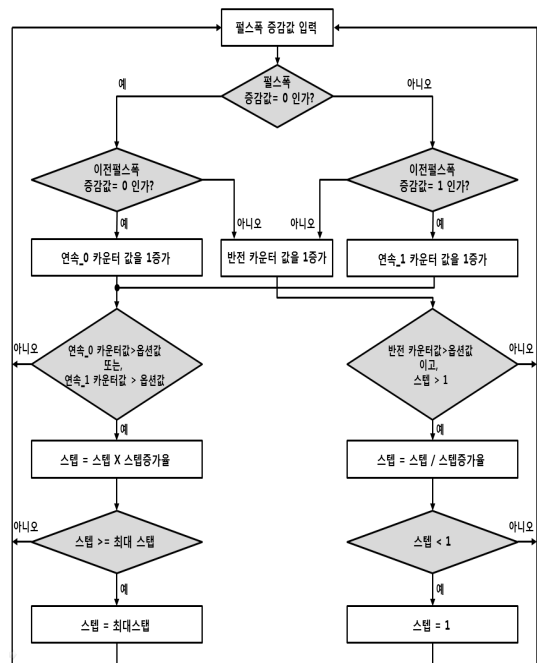 펄스폭 증감값 입력
펄스폭
증감값= 0 인가?
예
아니오
이전펄스폭
증감값= 0 인가?
이전펄스폭
증감값= 1 인가?
예
아니오
아니오
예
연속_0 카운터 값을 1증가
반전 카운터 값을 1증가
연속_1 카운터 값을 1증가
아니오
연속_0 카운터값>옵션값
또는,
연속_1 카운터값 > 옵션값
반전 카운터값>옵션값
이고,
스텝 > 1
아니오
예
예
스텝 = 스텝 X 스텝증가율
스텝 = 스텝 / 스텝증가율
아니오
스텝 >= 최대 스탭
스텝 < 1
아니오
예
예
스텝 = 최대스탭
스텝 = 1